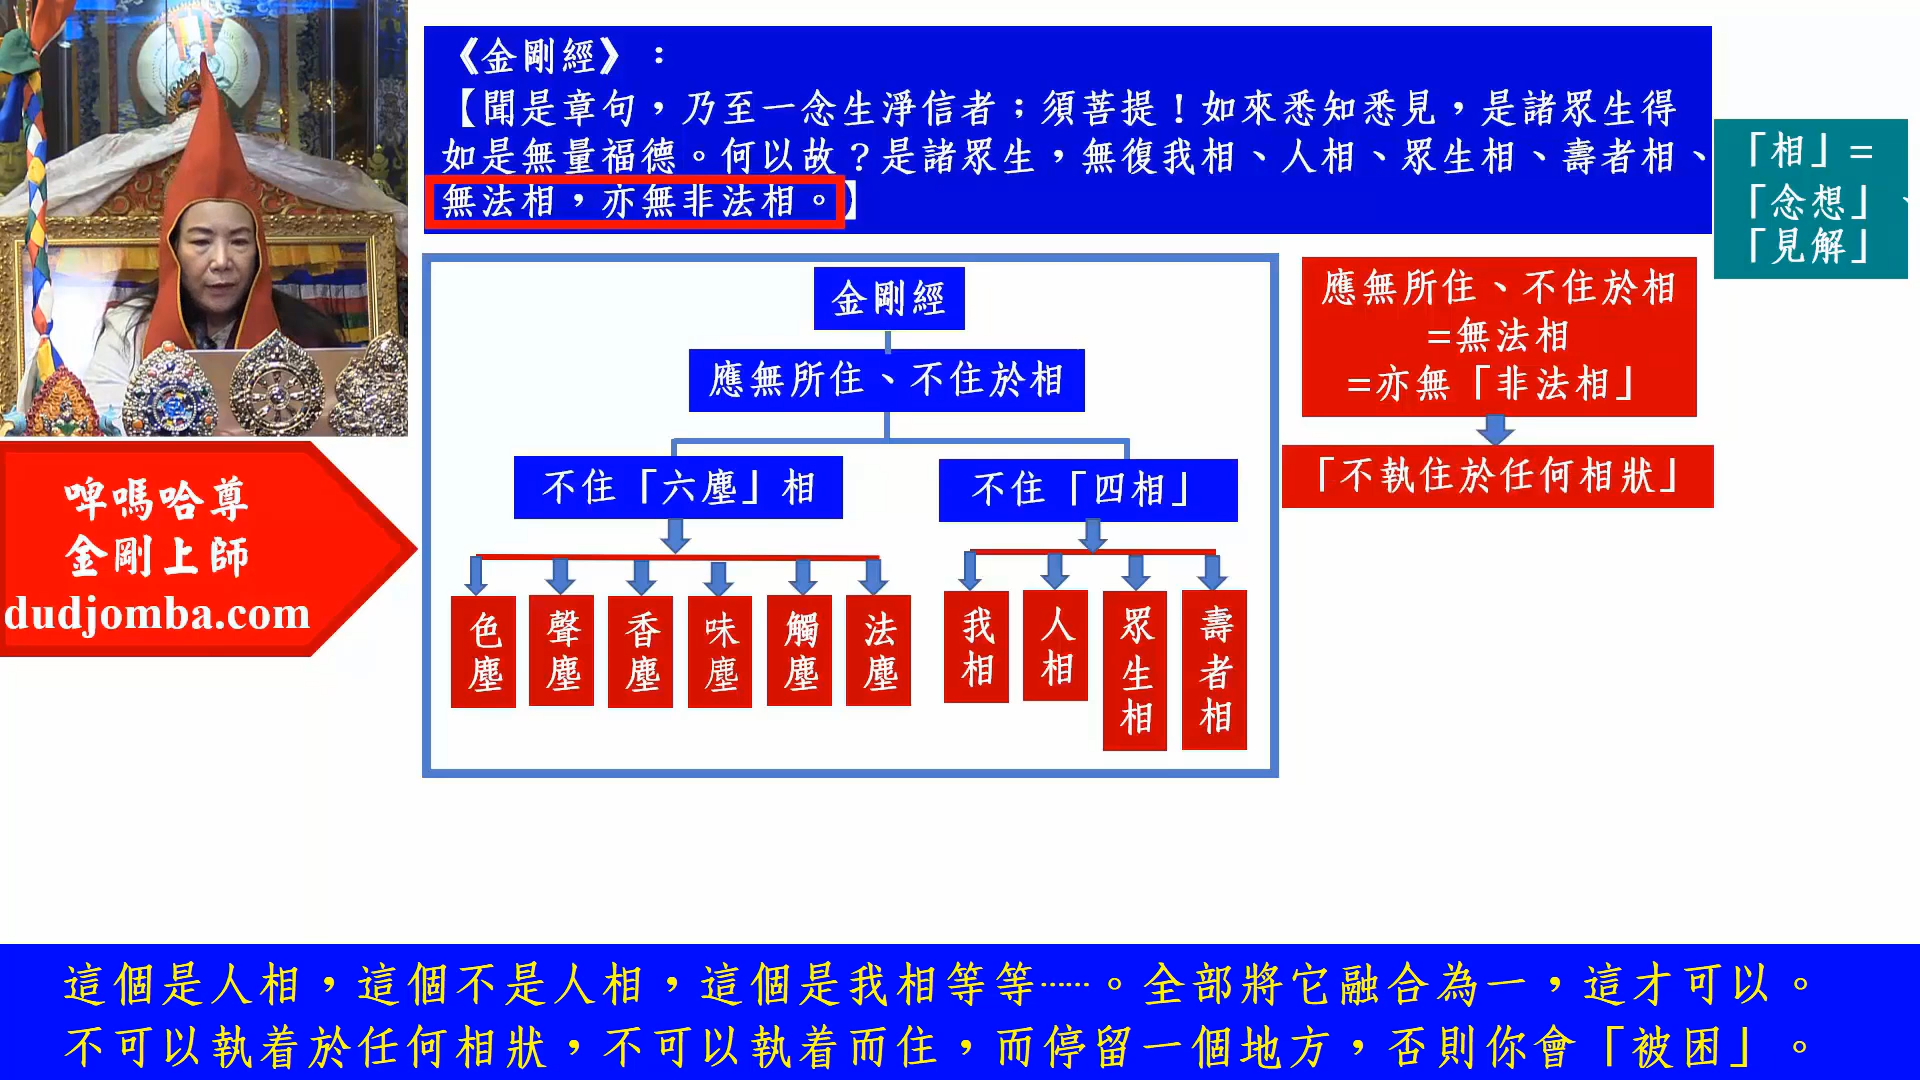 《金剛經》：
【聞是章句，乃至一念生淨信者；須菩提！如來悉知悉見，是諸眾生得
如是無量福德。何以故？是諸眾生，無復我相、人相、眾生相、壽者相、
無法相，亦無非法相。】
「相」=
「念想」、
「見解」
金剛經
應無所住、不住於相
不住「六塵」相
不住「四相」
色塵
聲塵
香塵
味塵
觸塵
法塵
我相
人相
眾生相
壽者相
應無所住、不住於相
=無法相
=亦無「非法相」
「不執住於任何相狀」
啤嗎哈尊
金剛上師
dudjomba.com
這個是人相，這個不是人相，這個是我相等等……。全部將它融合為一，這才可以。
不可以執着於任何相狀，不可以執着而住，而停留一個地方，否則你會「被困」。